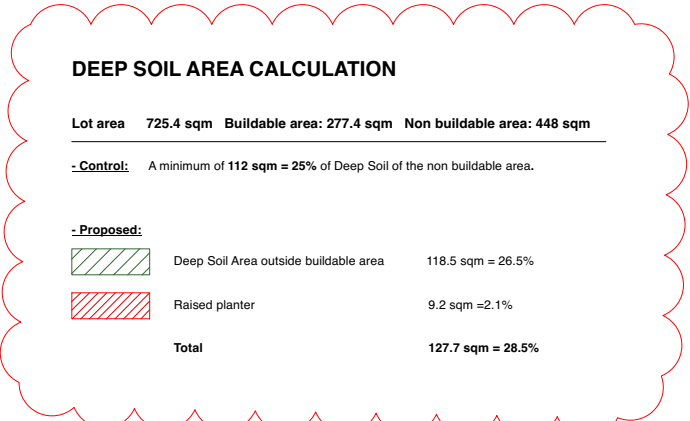 DEEP SOIL AREA CALCULATION
Lot area 725.4 sqm Buildable area: 277.4 sqm Non buildable area: 448 sqm
- Control: A minimum of 112 sqm = 25% of Deep Soil of the non buildable area.
- Proposed:
Deep Soil Area outside buildable area 118.5 sqm = 26.5%
Raised planter 9.2 sqm =2.1%
Total 127.7 sqm = 28.5%